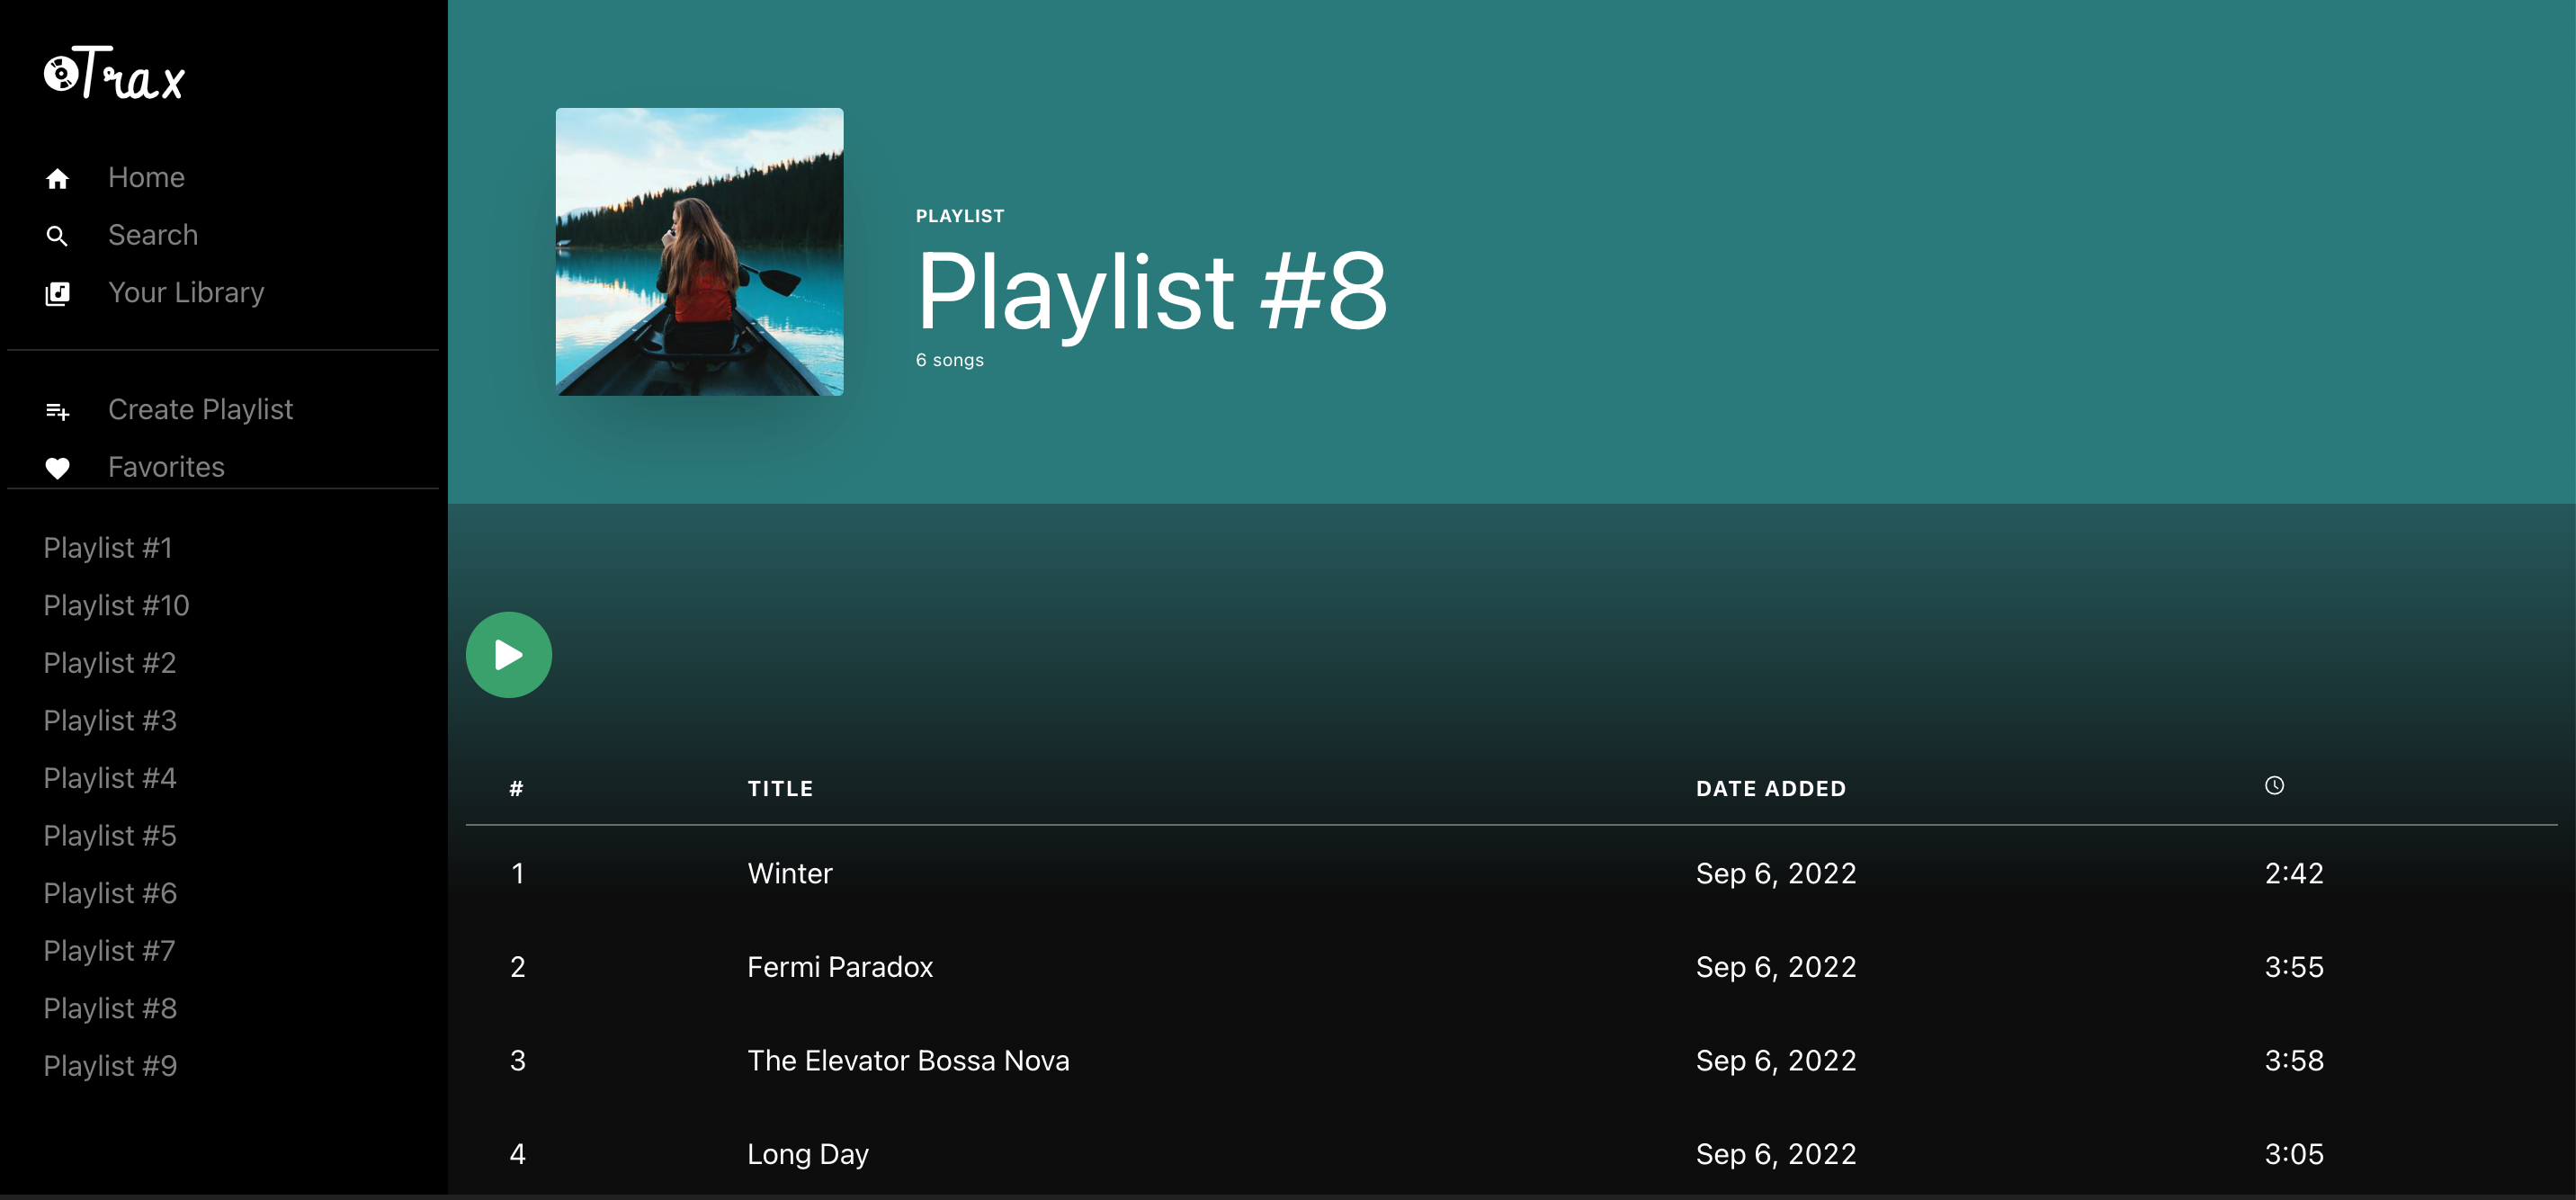 Trax
Home
Search
Your Library
Create Playlist
Favorites
Playlist #1
Playlist #10
Playlist #2
Playlist #3
Playlist #4
Playlist #5
Playlist #6
Playlist #7
Playlist #8
Playlist #9
PLAYLIST
Playlist #8
6 songs
# TITLE DATE ADDED
1 Winter Sep 6, 2022 2:42
2 Fermi Paradox Sep 6, 2022 3:55
3 The Elevator Bossa Nova Sep 6, 2022 3:58
4 Long Day Sep 6, 2022 3:05